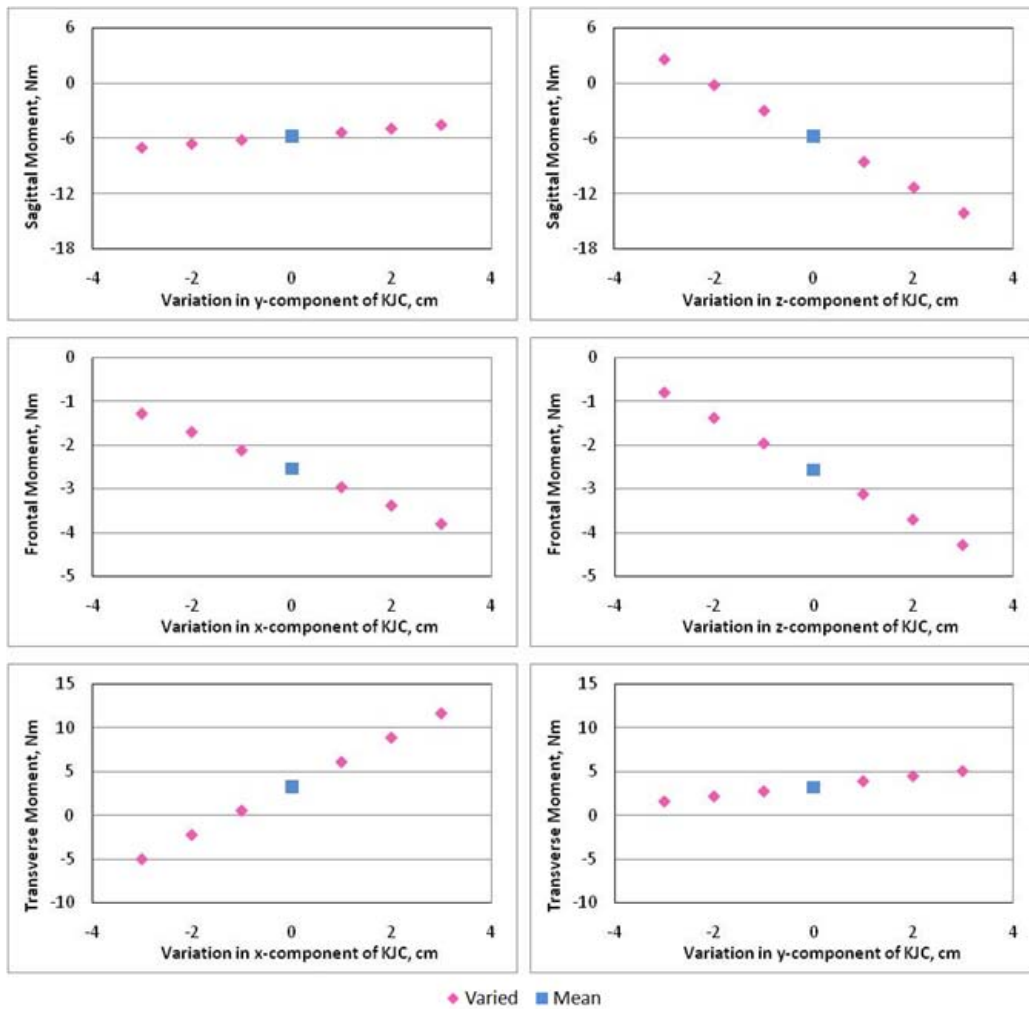 Sagittal Moment, Nm
6
0
-6
-12
-18
-4 -2 0 2 4
Variation in y-component of KJC, cm
Sagittal Moment, Nm
6
0
-6
-12
-18
-4 -2 0 2 4
Variation in z-component of KJC, cm
Frontal Moment, Nm
0
-1
-2
-3
-4
-5
-4 -2 0 2 4
Variation in x-component of KJC, cm
Frontal Moment, Nm
0
-1
-2
-3
-4
-5
-4 -2 0 2 4
Variation in z-component of KJC, cm
Transverse Moment, Nm
15
10
5
0
-5
-10
-4 -2 0 2 4
Variation in x-component of KJC, cm
Transverse Moment, Nm
15
10
5
0
-5
-10
-4 -2 0 2 4
Variation in y-component of KJC, cm
Varied Mean